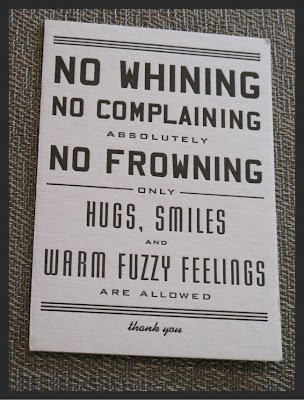 NO WHINING
NO COMPLAINING
ABSOLUTELY
NO FROWNING
ONLY
HUGS, SMILES
AND
WARM FUZZY FEELINGS
ARE ALLOWED
thank you